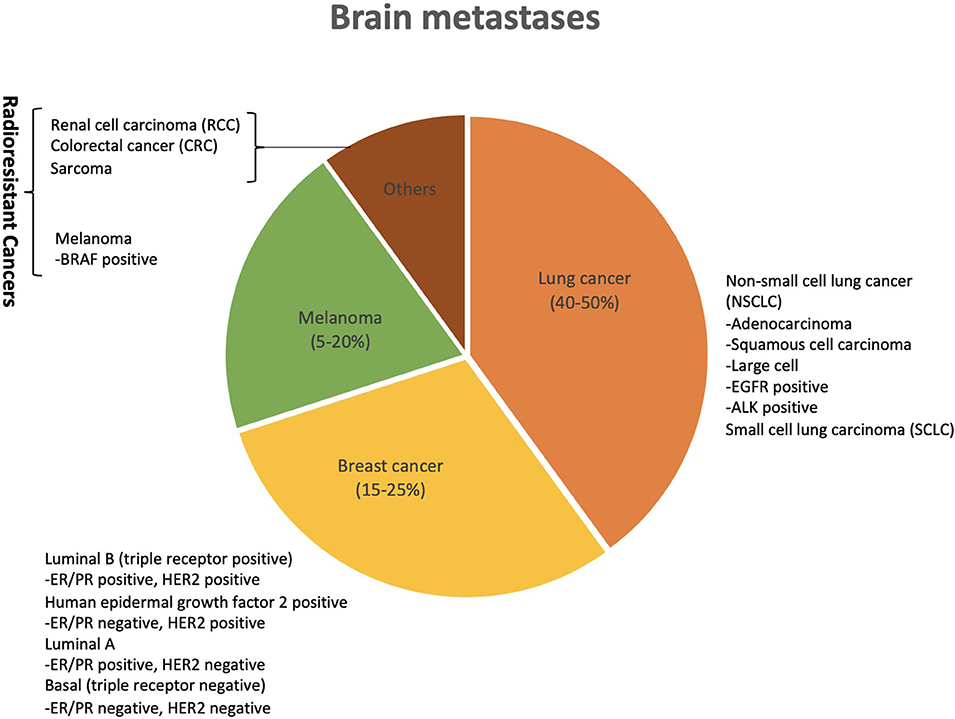 Brain metastases
Radioresistant Cancers
Renal cell carcinoma (RCC)
Colorectal cancer (CRC)
Sarcoma
Melanoma
-BRAF positive
Others
Lung cancer
(40-50%)
Non-small cell lung cancer
(NSCLC)
-Adenocarcinoma
-Squamous cell carcinoma
-Large cell
-EGFR positive
-ALK positive
Small cell lung carcinoma (SCLC)
Melanoma
(5-20%)
Breast cancer
(15-25%)
Luminal B (triple receptor positive)
-ER/PR positive, HER2 positive
Human epidermal growth factor 2 positive
-ER/PR negative, HER2 positive
Luminal A
-ER/PR positive, HER2 negative
Basal (triple receptor negative)
-ER/PR negative, HER2 negative